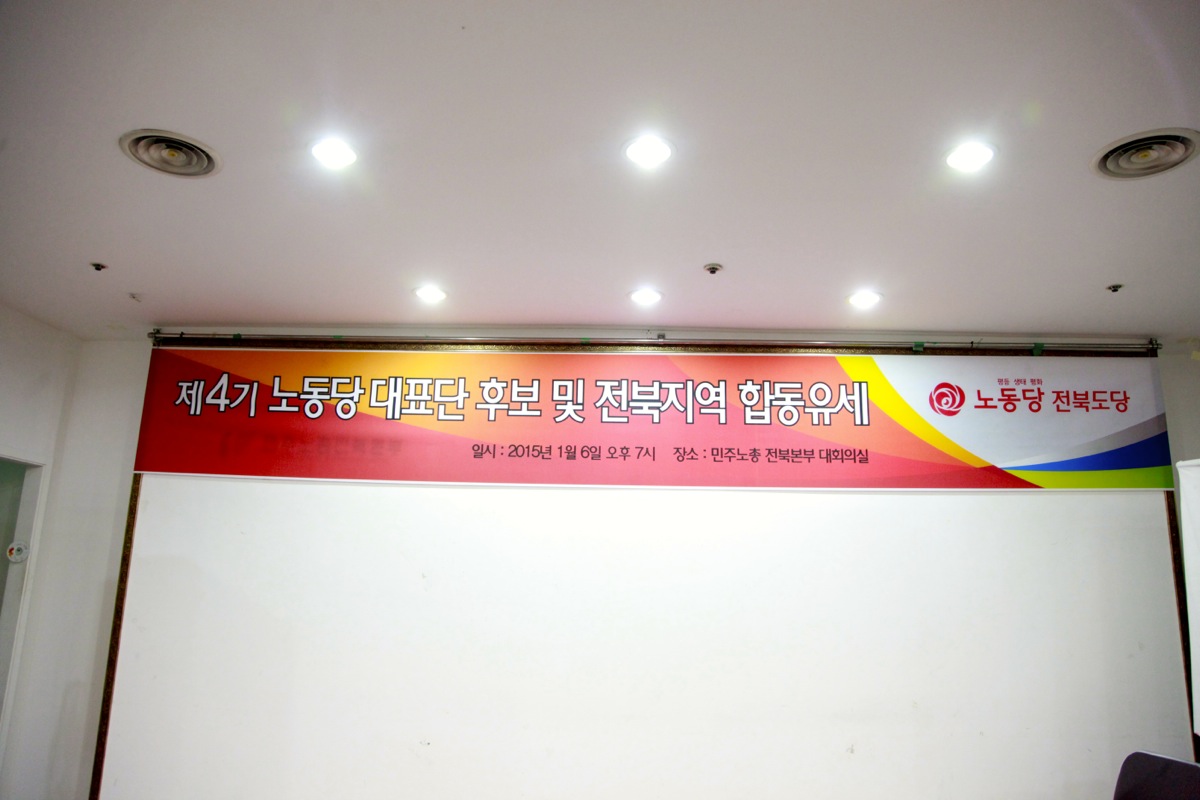 제4기 노동당 대표단 후보 및 전북지역 합동유세
일시 : 2015년 1월 6일 오후 7시 장소 : 민주노총 전북본부 대회의실
평등 생태 평화
노동당 전북도당